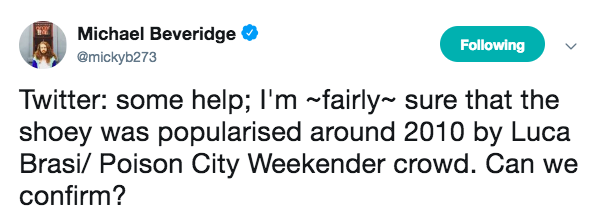 Michael Beveridge
@mickyb273
Following
Twitter: some help; I'm ~fairly~ sure that the
shoey was popularised around 2010 by Luca
Brasi/ Poison City Weekender crowd. Can we
confirm?